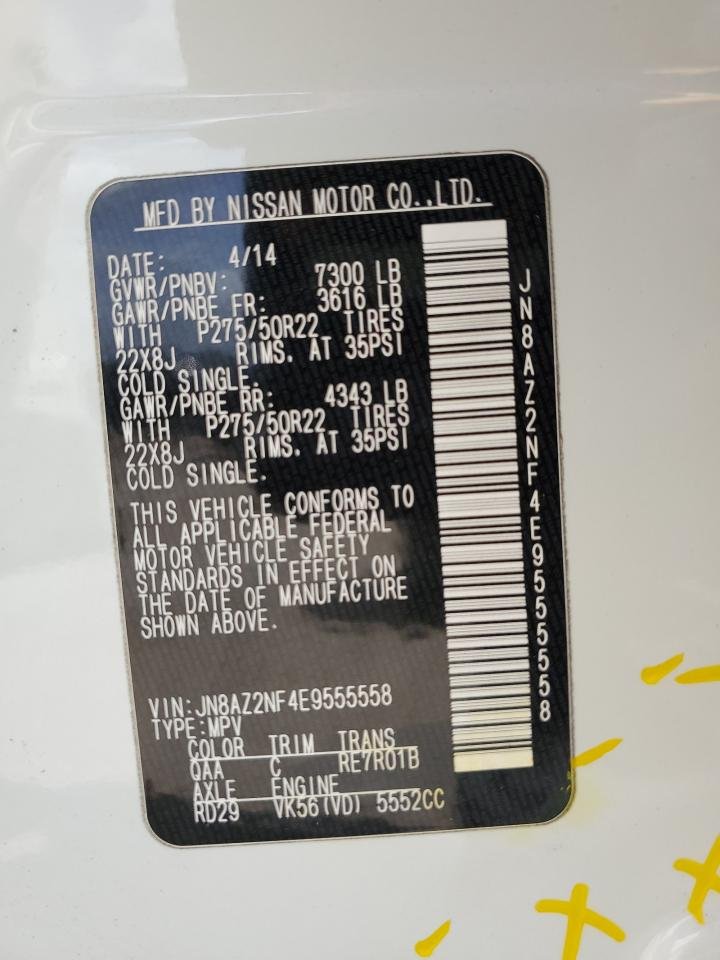 MFD BY NISSAN MOTOR CO.,LTD.
DATE: 4/14
GVWR/PNBV: 7300 LB
GAWR/PNBE FR: 3616 LB
WITH P275/50R22 TIRES
22X8J RIMS. AT 35PSI
COLD SINGLE.
GAWR/PNBE RR: 4343 LB
WITH P275/50R22 TIRES
22X8J RIMS. AT 35PSI
COLD SINGLE.
THIS VEHICLE CONFORMS TO
ALL APPLICABLE FEDERAL
MOTOR VEHICLE SAFETY
STANDARDS IN EFFECT ON
THE DATE OF MANUFACTURE
SHOWN ABOVE.
VIN:JN8AZ2NF4E9555558
TYPE:MPV
COLOR TRIM TRANS
QAA C RE7R01B
AXLE ENGINE
RD29 VK56(VD) 5552CC
JN8AZ2NF4E9555558